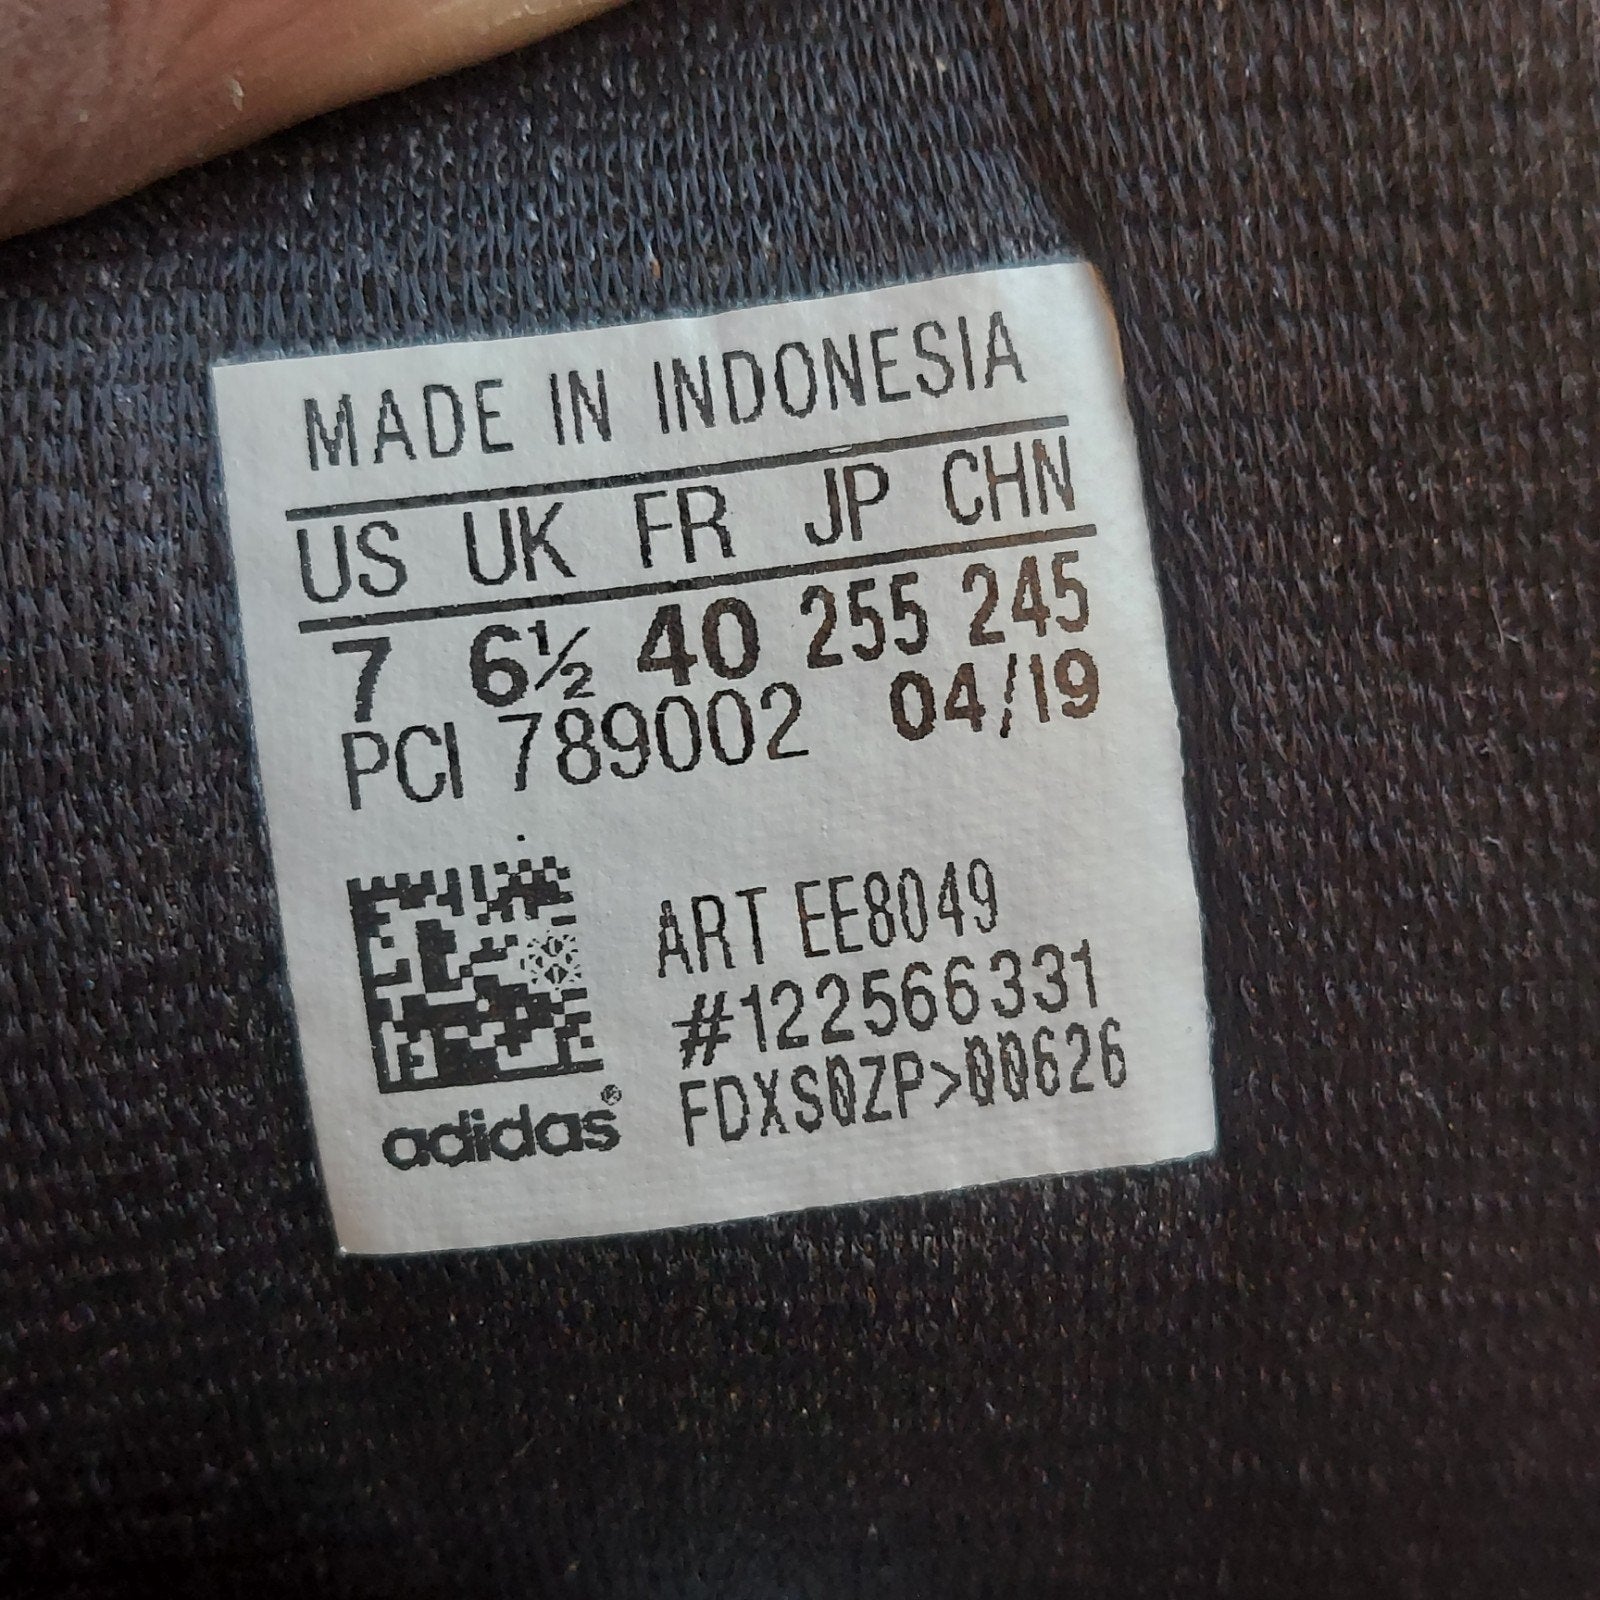 MADE IN INDONESIA
US UK FR JP CHN
7 6½ 40 255 245
PCI 789002 04/19
ART EE8049
#122566331
FDXS0ZP>00626
adidas®